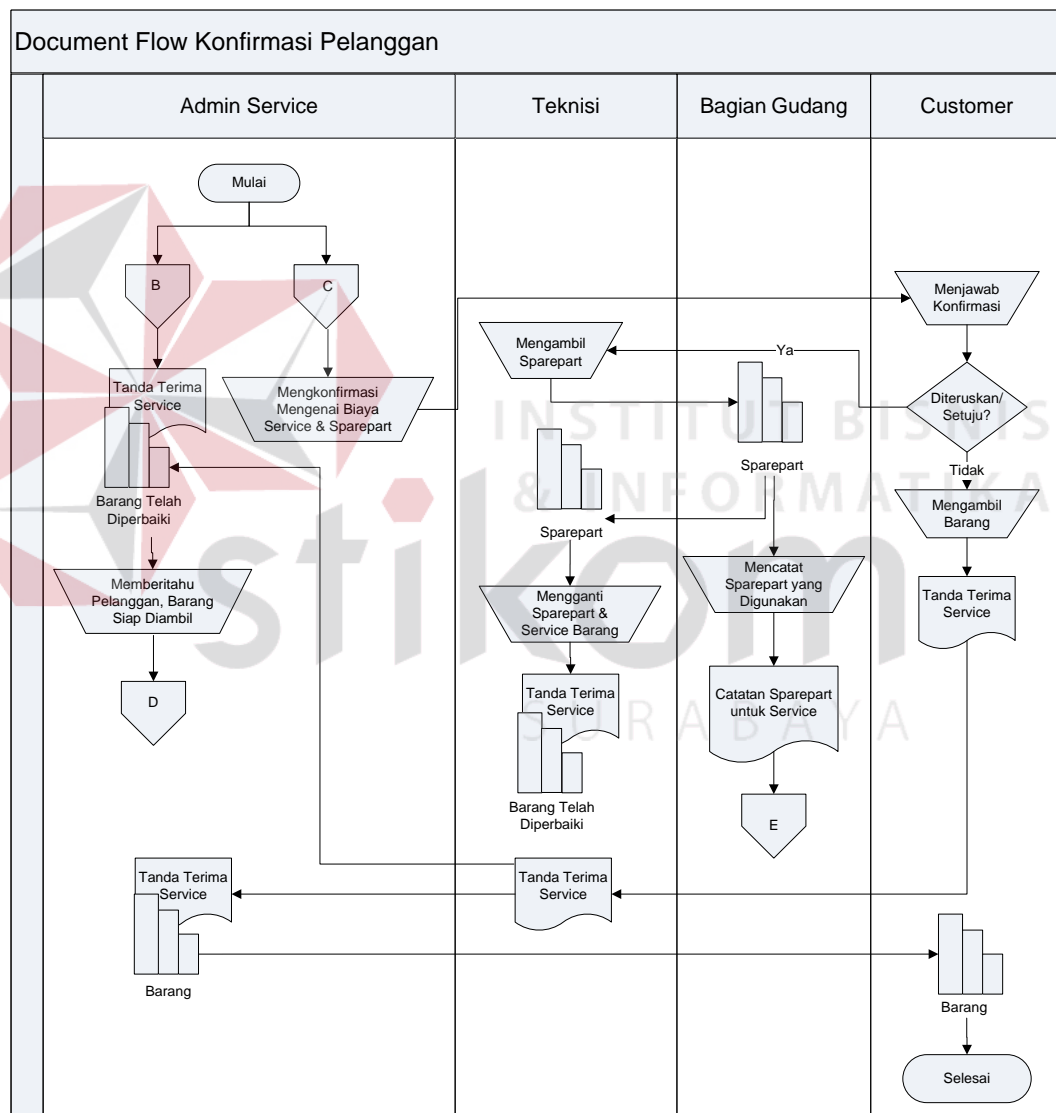 Document Flow Konfirmasi Pelanggan
Admin Service
Teknisi
Bagian Gudang
Customer
Mulai
B
C
Tanda Terima
Service
Barang Telah
Diperbaiki
Mengkonfirmasi
Mengenai Biaya
Service & Sparepart
Memberitahu
Pelanggan, Barang
Siap Diambil
D
Tanda Terima
Service
Barang
Mengambil
Sparepart
Sparepart
Mengganti
Sparepart &
Service Barang
Tanda Terima
Service
Barang Telah
Diperbaiki
Tanda Terima
Service
Sparepart
Mencatat
Sparepart yang
Digunakan
Catatan Sparepart
untuk Service
E
Menjawab
Konfirmasi
Ya
Diteruskan/
Setuju?
Tidak
Mengambil
Barang
Tanda Terima
Service
Barang
Selesai
INSTITUT BISNIS
& INFORMATIKA
stikom
SURABAYA